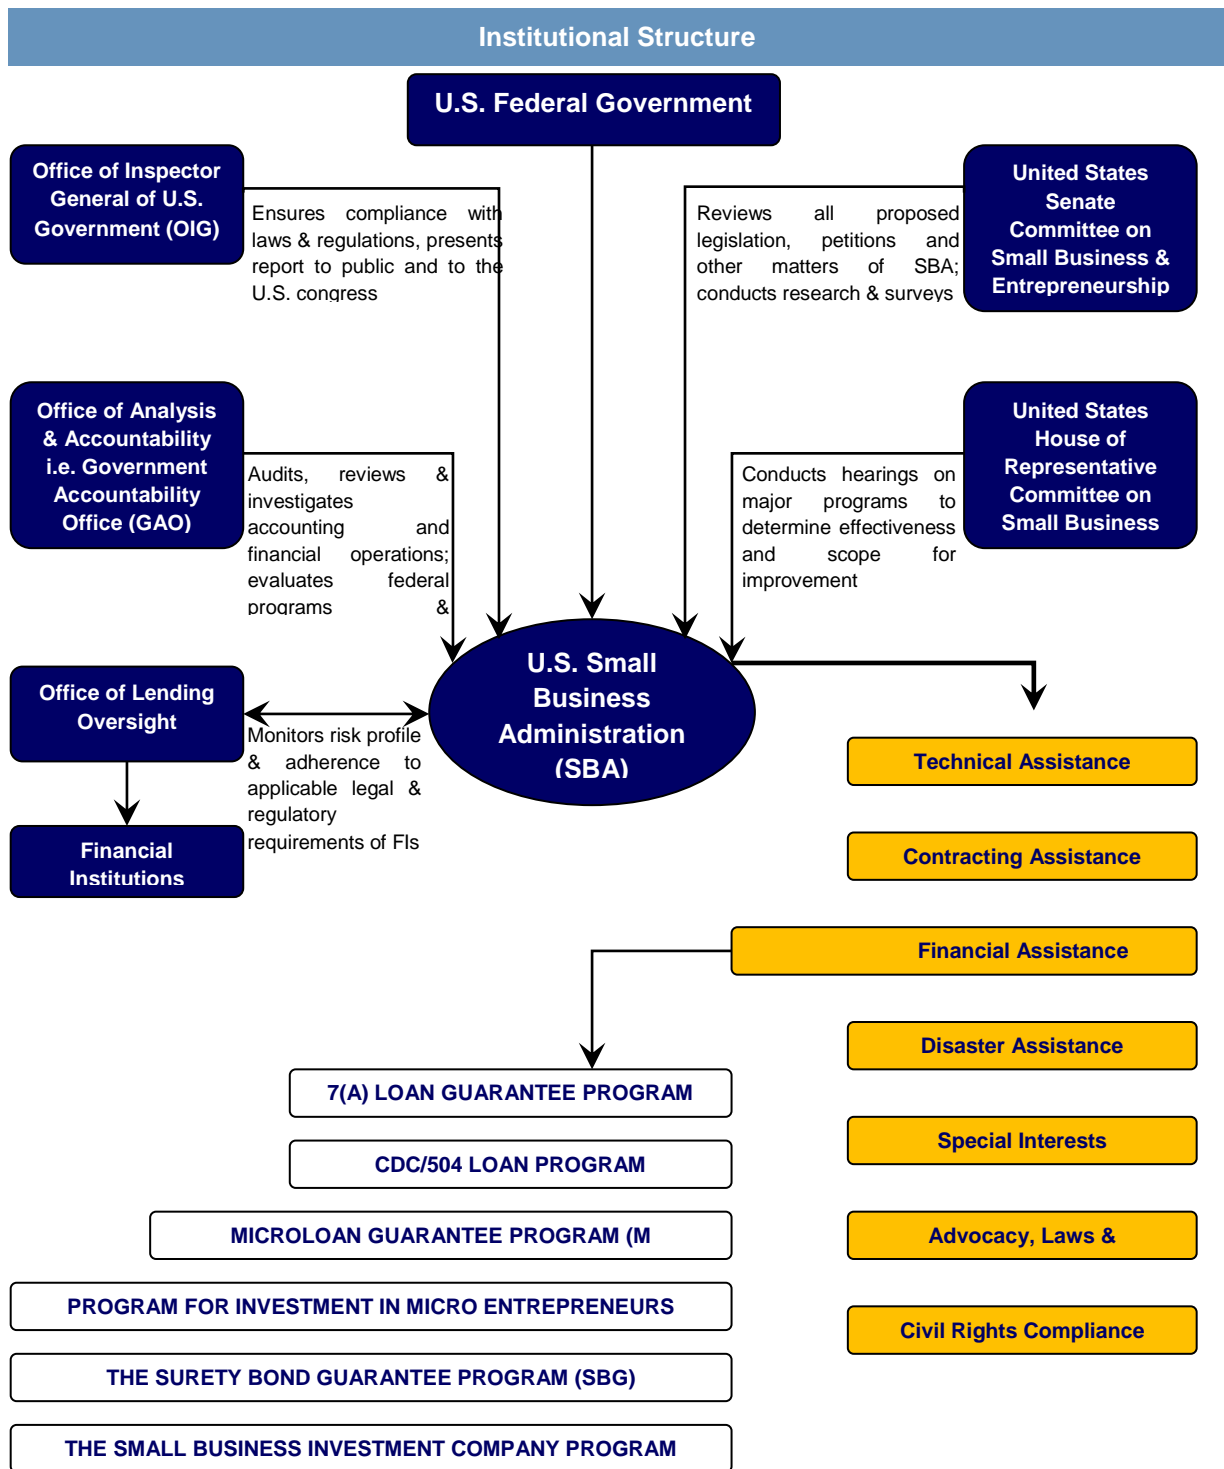 Institutional Structure
U.S. Federal Government
Office of Inspector
General of U.S.
Government (OIG)
Ensures compliance with
laws & regulations, presents
report to public and to the
U.S. congress
Reviews all proposed
legislation, petitions and
other matters of SBA;
conducts research & surveys
United States
Senate
Committee on
Small Business &
Entrepreneurship
Office of Analysis
& Accountability
i.e. Government
Accountability
Office (GAO)
Audits, reviews &
investigates
accounting and
financial operations;
evaluates federal
programs &
Conducts hearings on
major programs to
determine effectiveness
and scope for
improvement
United States
House of
Representative
Committee on
Small Business
U.S. Small
Business
Administration
(SBA)
Office of Lending
Oversight
Monitors risk profile
& adherence to
applicable legal &
regulatory
requirements of FIs
Financial
Institutions
Technical Assistance
Contracting Assistance
Financial Assistance
Disaster Assistance
Special Interests
Advocacy, Laws &
Civil Rights Compliance
7(A) LOAN GUARANTEE PROGRAM
CDC/504 LOAN PROGRAM
MICROLOAN GUARANTEE PROGRAM (M
PROGRAM FOR INVESTMENT IN MICRO ENTREPRENEURS
THE SURETY BOND GUARANTEE PROGRAM (SBG)
THE SMALL BUSINESS INVESTMENT COMPANY PROGRAM